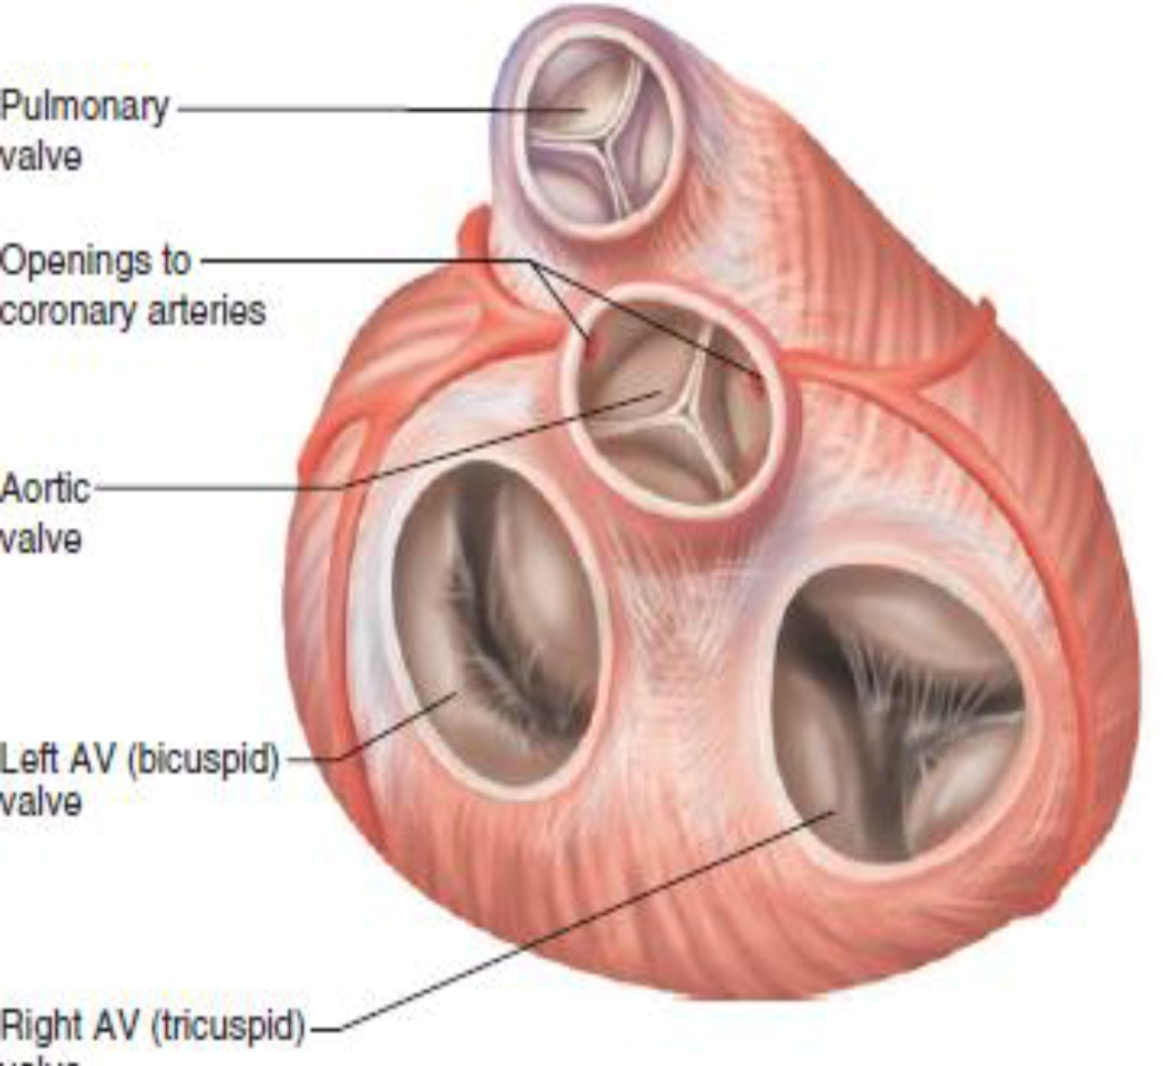 Pulmonary
valve
Openings to
coronary arteries
Aortic
valve
Left AV (bicuspid)
valve
Right AV (tricuspid)